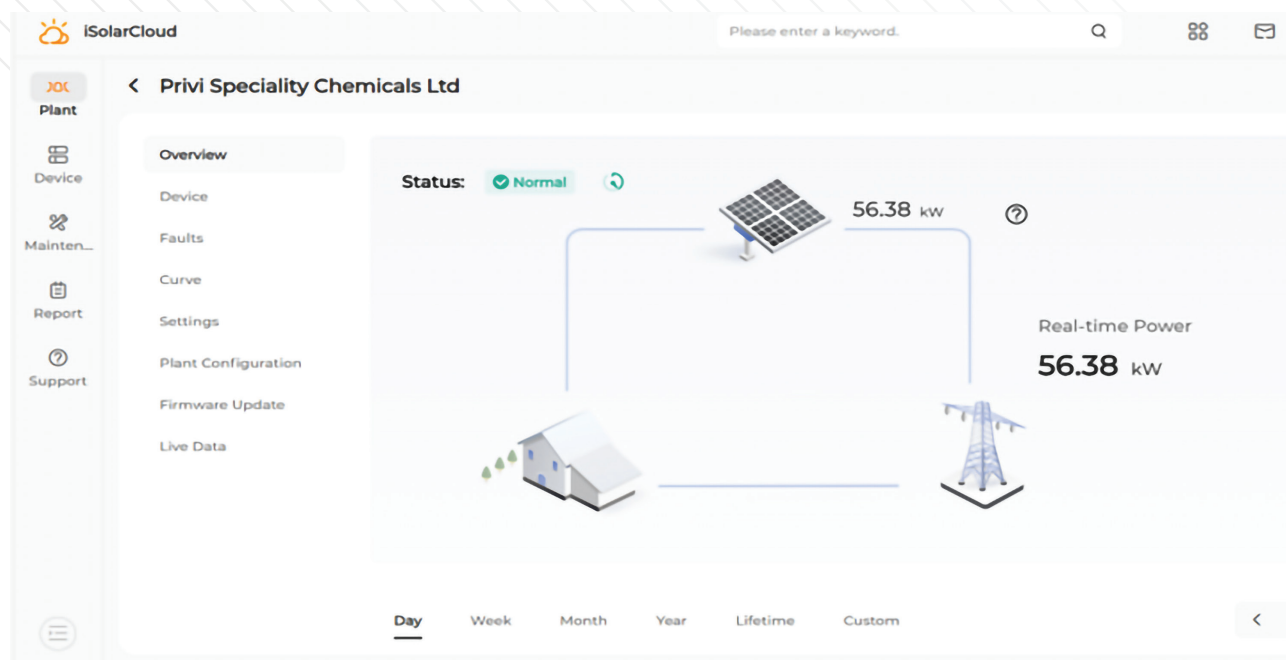 iSolarCloud
Please enter a keyword.
Plant
Device
Mainten...
Report
Support
Privi Speciality Chemicals Ltd
Overview
Device
Faults
Curve
Settings
Plant Configuration
Firmware Update
Live Data
Status: Normal
56.38 kW
Real-time Power
56.38 kW
Day Week Month Year Lifetime Custom